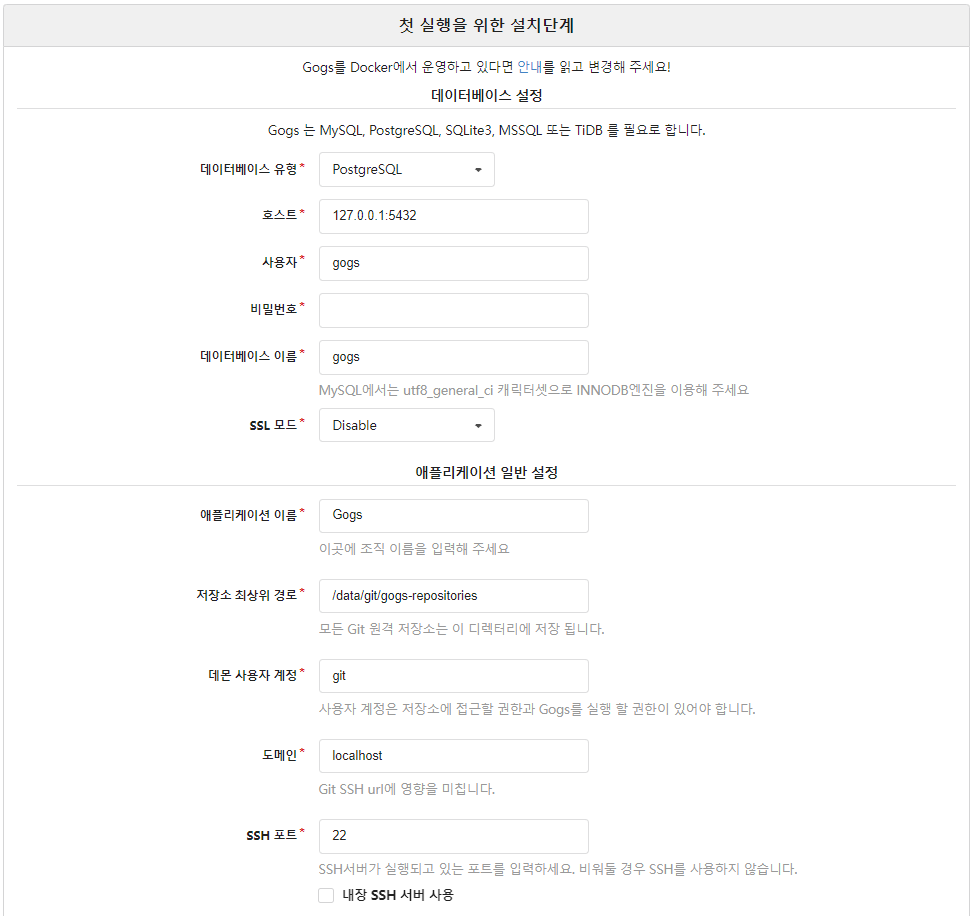 첫 실행을 위한 설치단계
Gogs를 Docker에서 운영하고 있다면 안내를 읽고 변경해 주세요!
데이터베이스 설정
Gogs 는 MySQL, PostgreSQL, SQLite3, MSSQL 또는 TiDB 를 필요로 합니다.
데이터베이스 유형* PostgreSQL
호스트* 127.0.0.1:5432
사용자* gogs
비밀번호*
데이터베이스 이름* gogs
MySQL에서는 utf8_general_ci 캐릭터셋으로 INNODB엔진을 이용해 주세요
SSL 모드* Disable
애플리케이션 일반 설정
애플리케이션 이름* Gogs
이곳에 조직 이름을 입력해 주세요
저장소 최상위 경로* /data/git/gogs-repositories
모든 Git 원격 저장소는 이 디렉터리에 저장 됩니다.
데몬 사용자 계정* git
사용자 계정은 저장소에 접근할 권한과 Gogs를 실행 할 권한이 있어야 합니다.
도메인* localhost
Git SSH url에 영향을 미칩니다.
SSH 포트* 22
SSH서버가 실행되고 있는 포트를 입력하세요. 비워둘 경우 SSH를 사용하지 않습니다.
내장 SSH 서버 사용